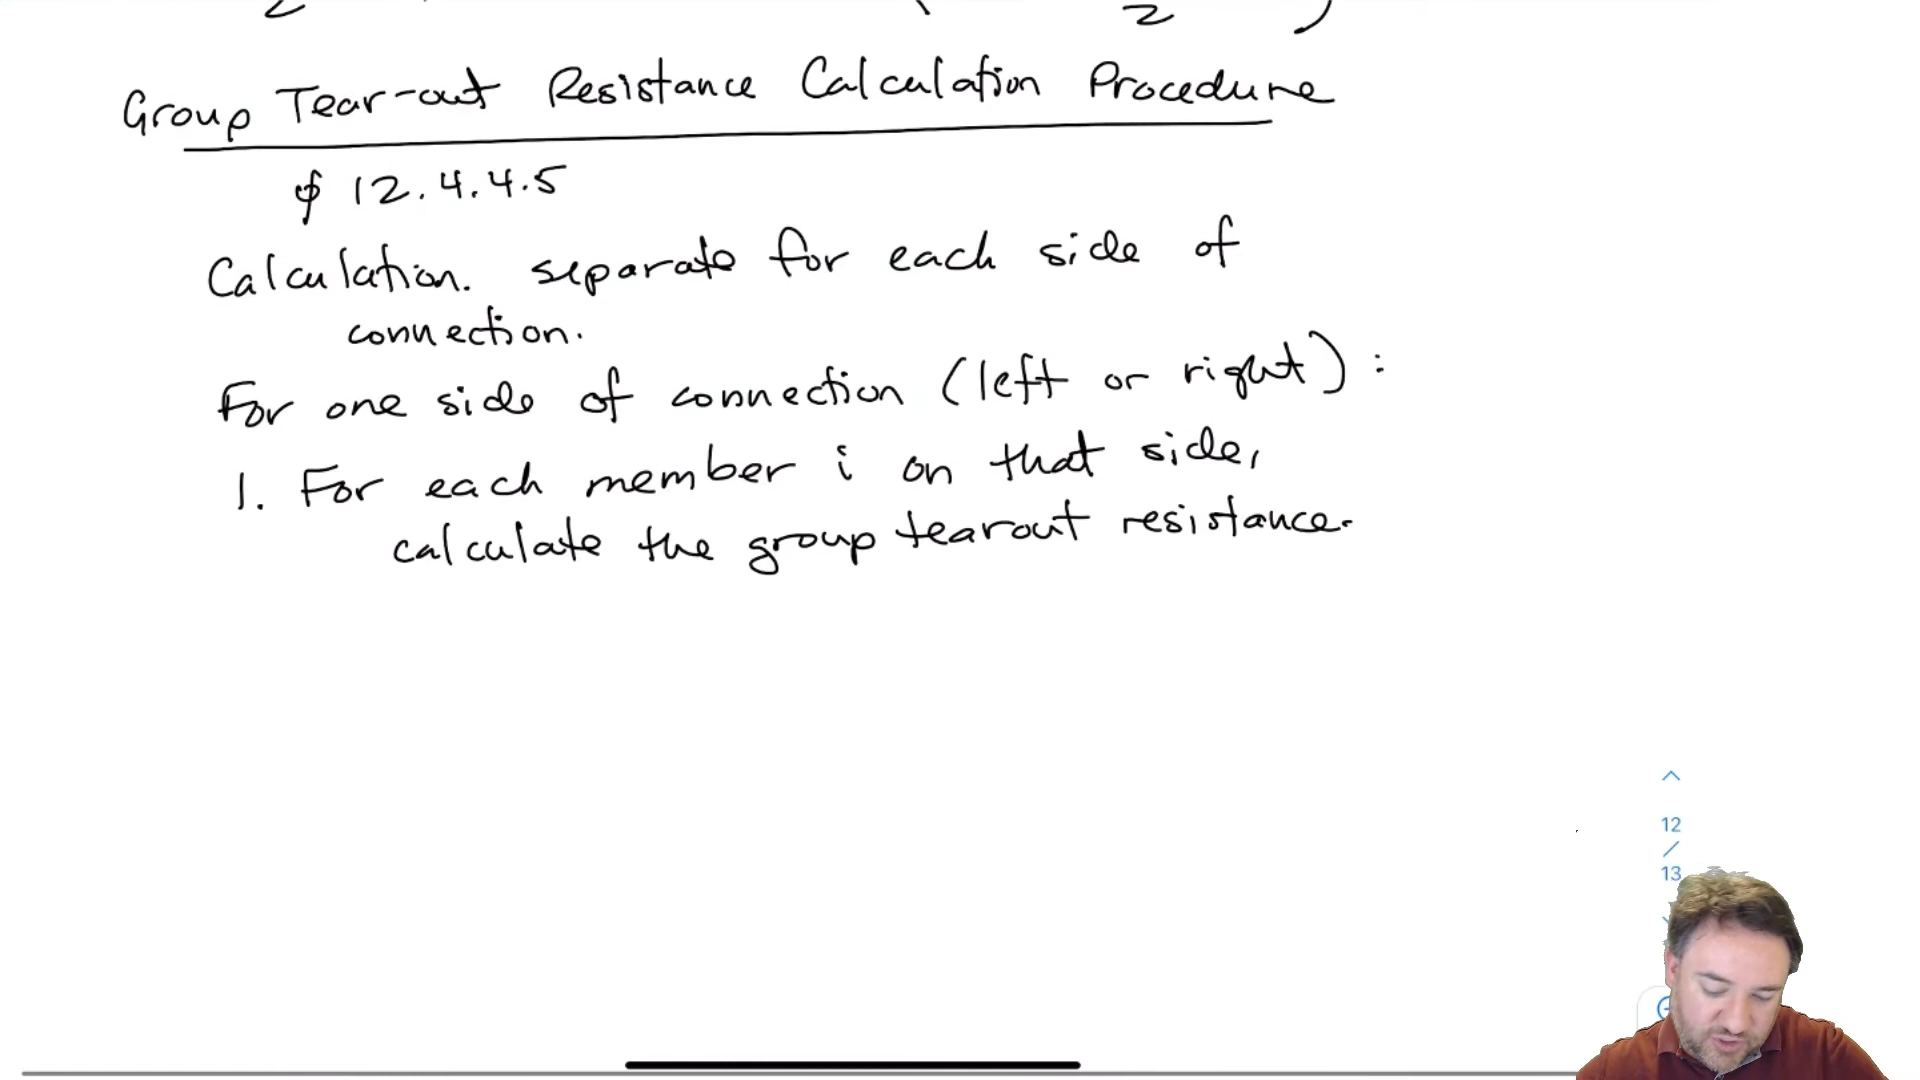 2 ( 2 )
Group Tear-out Resistance Calculation Procedure
§ 12.4.4.5
Calculation. separate for each side of
connection.
For one side of connection (left or right):
1. For each member i on that side,
calculate the group tearout resistance.
12
/
13